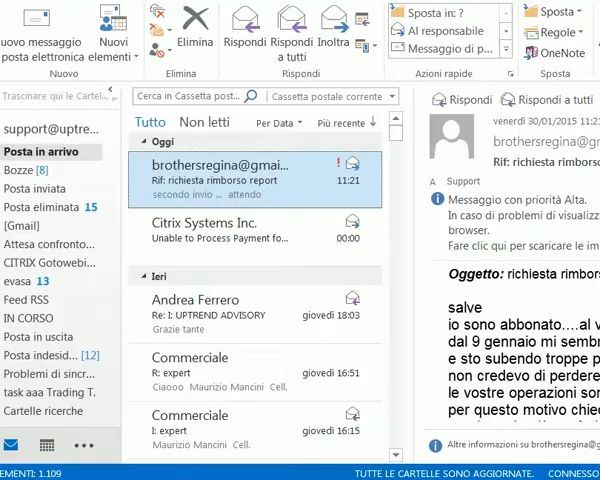 uovo messaggio
posta elettronica
Nuovi
elementi
Nuovo
Elimina
Elimina
Rispondi
Rispondi
a tutti
Inoltra
Rispondi
Sposta in: ?
Al responsabile
Messaggio di p...
Azioni rapide
Sposta
Regole
OneNote
Sposta
Trascinare qui le Cartel
support@uptre...
Posta in arrivo
Bozze [8]
Posta inviata
Posta eliminata 15
[Gmail]
Attesa confronto...
CITRIX Gotowebi...
evasa 13
Feed RSS
IN CORSO
Posta in uscita
Posta indesid... [12]
Problemi di sincr...
task aaa Trading T.
Cartelle ricerche
Cerca in Cassetta post...
Cassetta postale corrente
Tutto Non letti Per Data Più recente
Oggi
brothersregina@gmai...
Rif: richiesta rimborso report 11:21
secondo invio ... attendo
Citrix Systems Inc.
Unable to Process Payment fo... 00:00
Ieri
Andrea Ferrero
Re: I: UPTREND ADVISORY giovedì 18:03
Grazie tante
Commerciale
R: expert giovedì 16:51
Ciaooo Maurizio Mancini Cell.
Commerciale
I: expert giovedì 16:15
Maurizio Mancini Cell.
Rispondi Rispondi a tutti
venerdì 30/01/2015 11:21
brothersregina@g
Rif: richiesta rimborso
A Support
Messaggio con priorità Alta.
In caso di problemi di visualizz
browser.
Fare clic qui per scaricare le im
Oggetto: richiesta rimbors
salve
io sono abbonato....al v
dal 9 gennaio mi semb
e sto subendo troppe p
non credevo di perdere
le vostre operazioni son
per questo motivo chied
Altre informazioni su brothersregina@g
EMENTI: 1.109
TUTTE LE CARTELLE SONO AGGIORNATE. CONNESSO